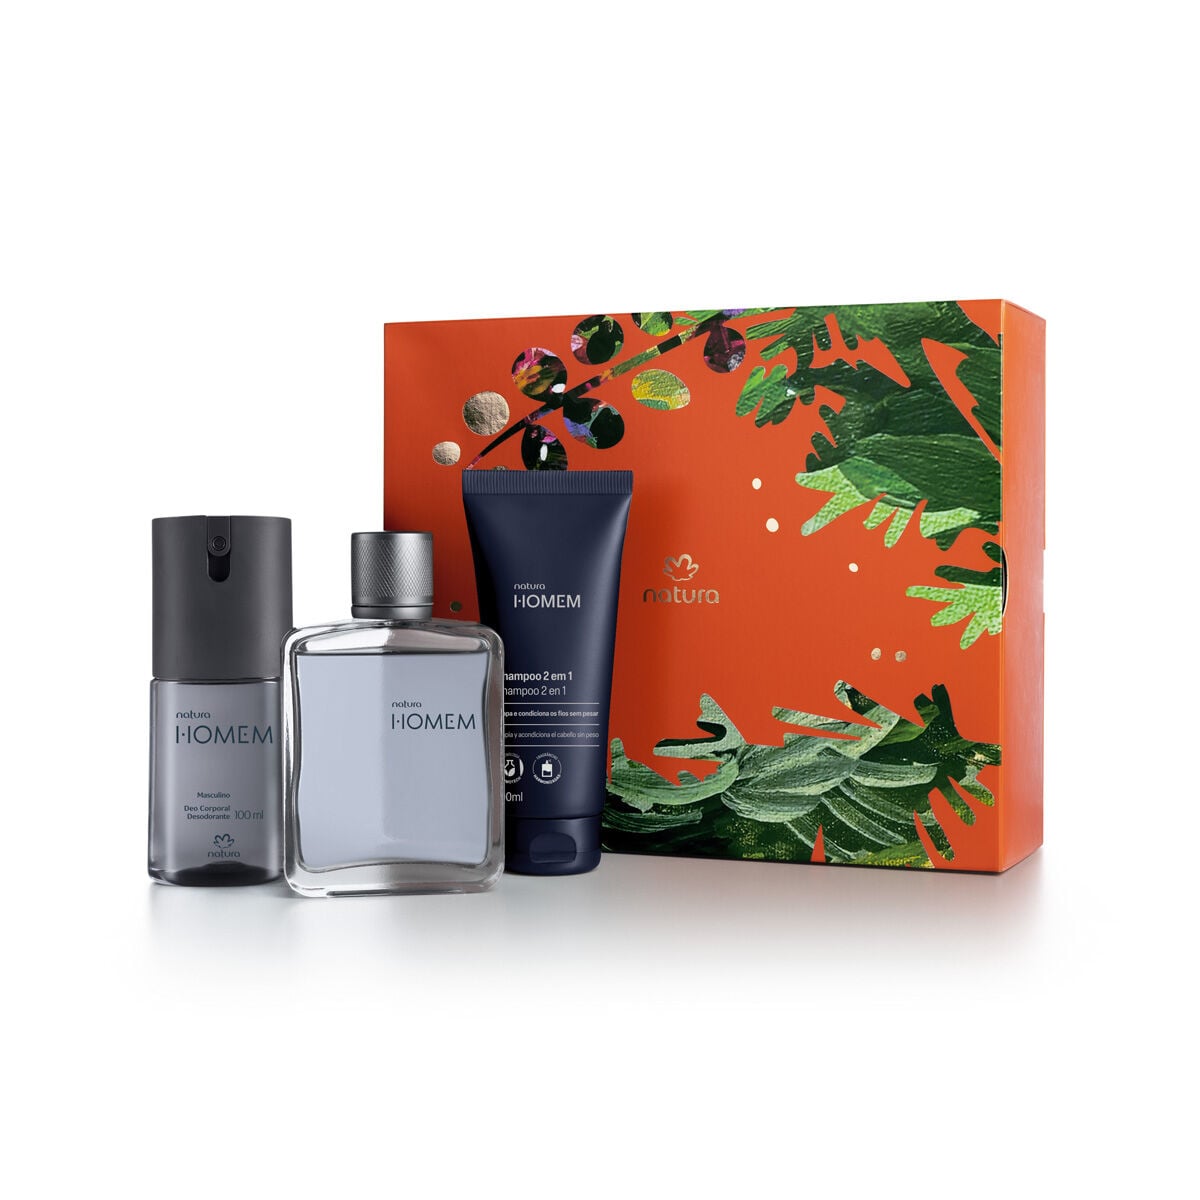 natura
natura
HOMEM
Masculino
Deo Corporal
Desodorante 100 ml
natura
natura
HOMEM
natura
HOMEM
hampoo 2 em 1
hampoo 2 en 1
pa e condiciona os fios sem pesar
pia y acondiciona el cabello sin peso